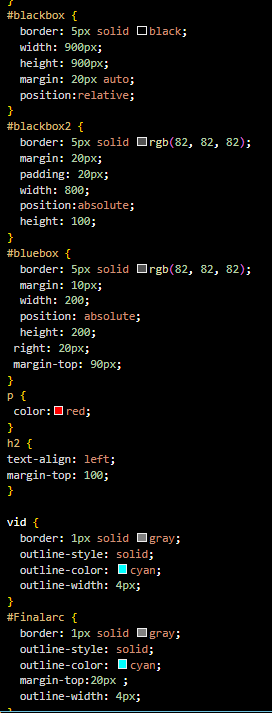 }
#blackbox {
border: 5px solid black;
width: 900px;
height: 900px;
margin: 20px auto;
position:relative;
}
#blackbox2 {
border: 5px solid rgb(82, 82, 82);
margin: 20px;
padding: 20px;
width: 800;
position:absolute;
height: 100;
}
#bluebox {
border: 5px solid rgb(82, 82, 82);
margin: 10px;
width: 200;
position: absolute;
height: 200;
right: 20px;
margin-top: 90px;
}
p {
color:red;
}
h2 {
text-align: left;
margin-top: 100;
}
vid {
border: 1px solid gray;
outline-style: solid;
outline-color: cyan;
outline-width: 4px;
}
#Finalarc {
border: 1px solid gray;
outline-style: solid;
outline-color: cyan;
margin-top:20px ;
outline-width: 4px;
}